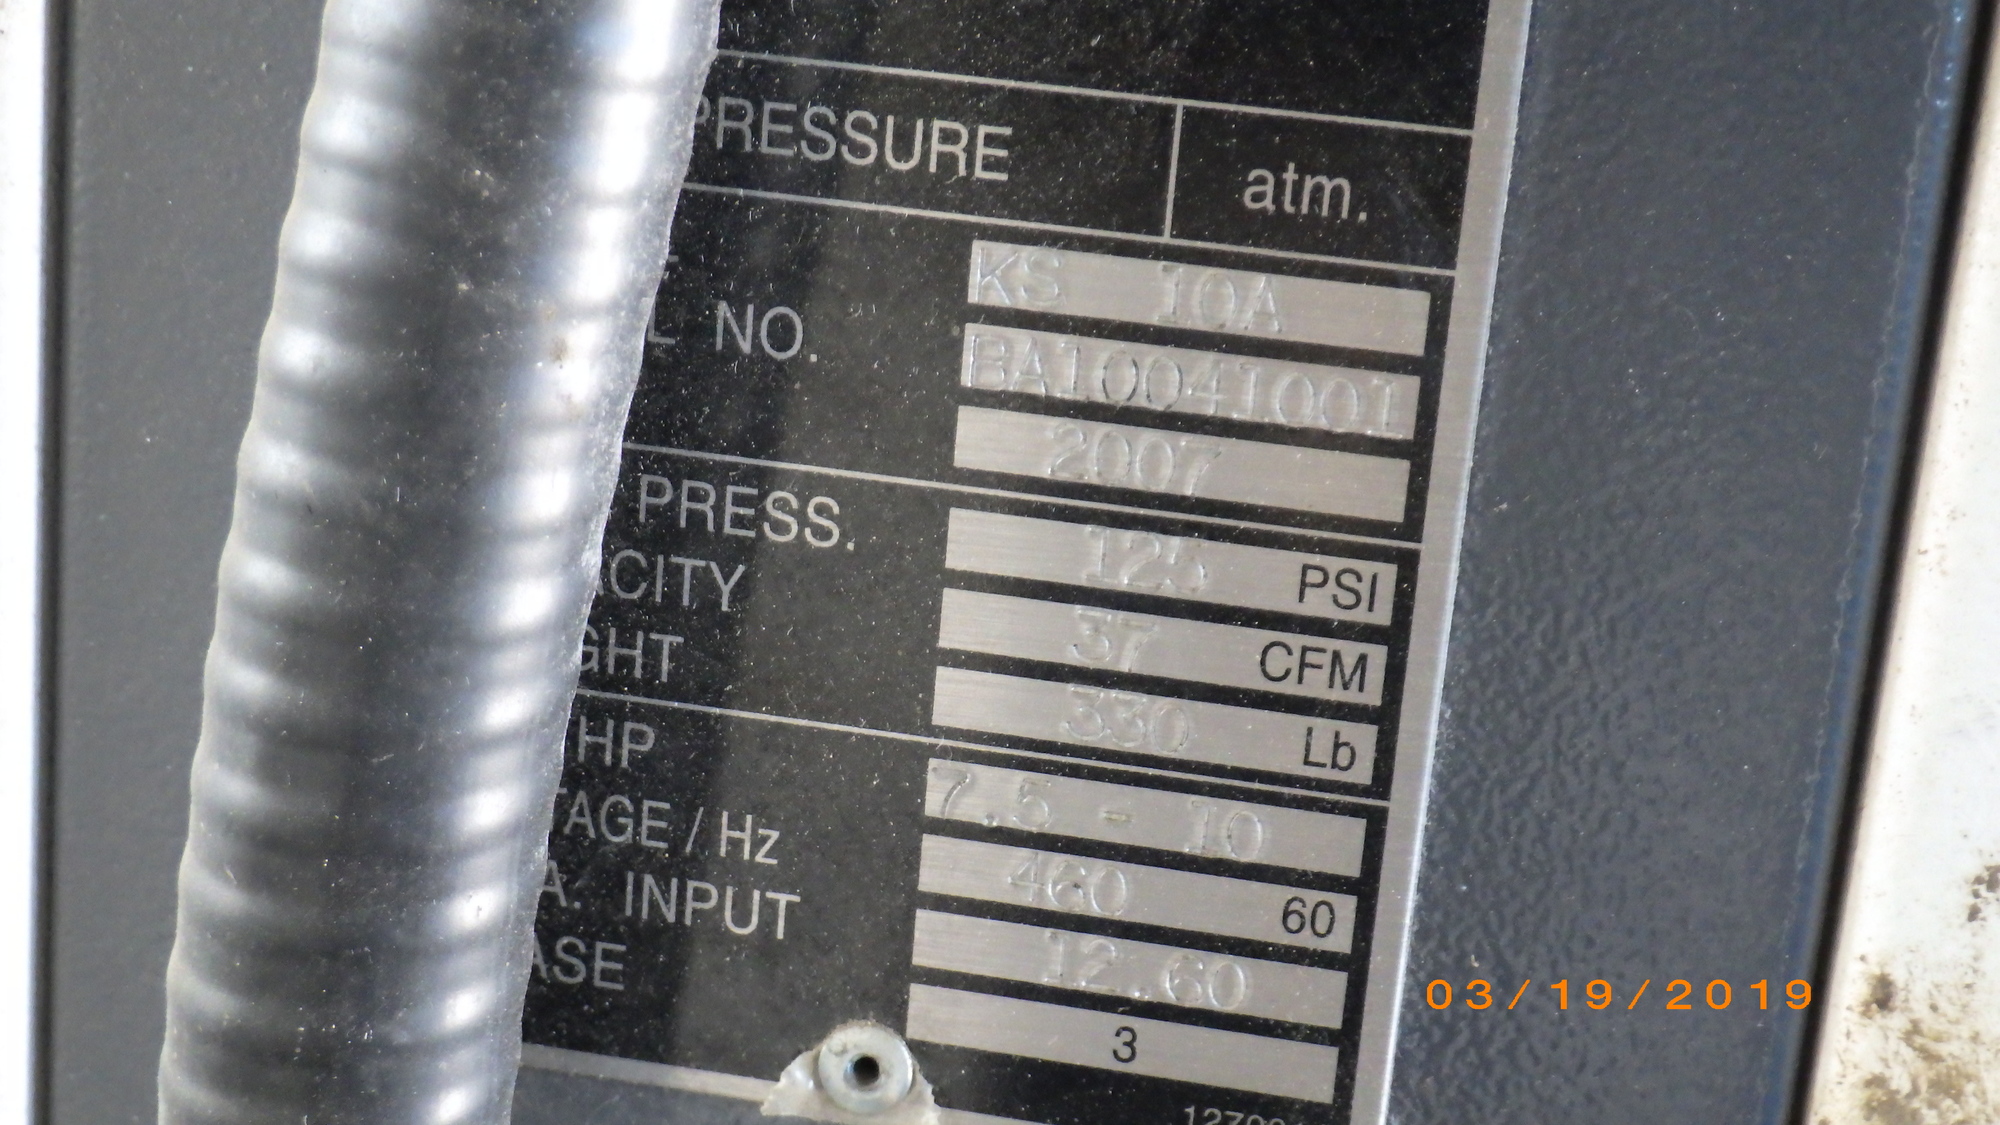 PRESSURE atm.
KS 10A
L NO. BA10041001
2007
PRESS. 125 PSI
CITY 37 CFM
GHT 330 Lb
HP 7.5 - 10
TAGE / Hz 460 60
A. INPUT 12.60
ASE 3
03/19/2019